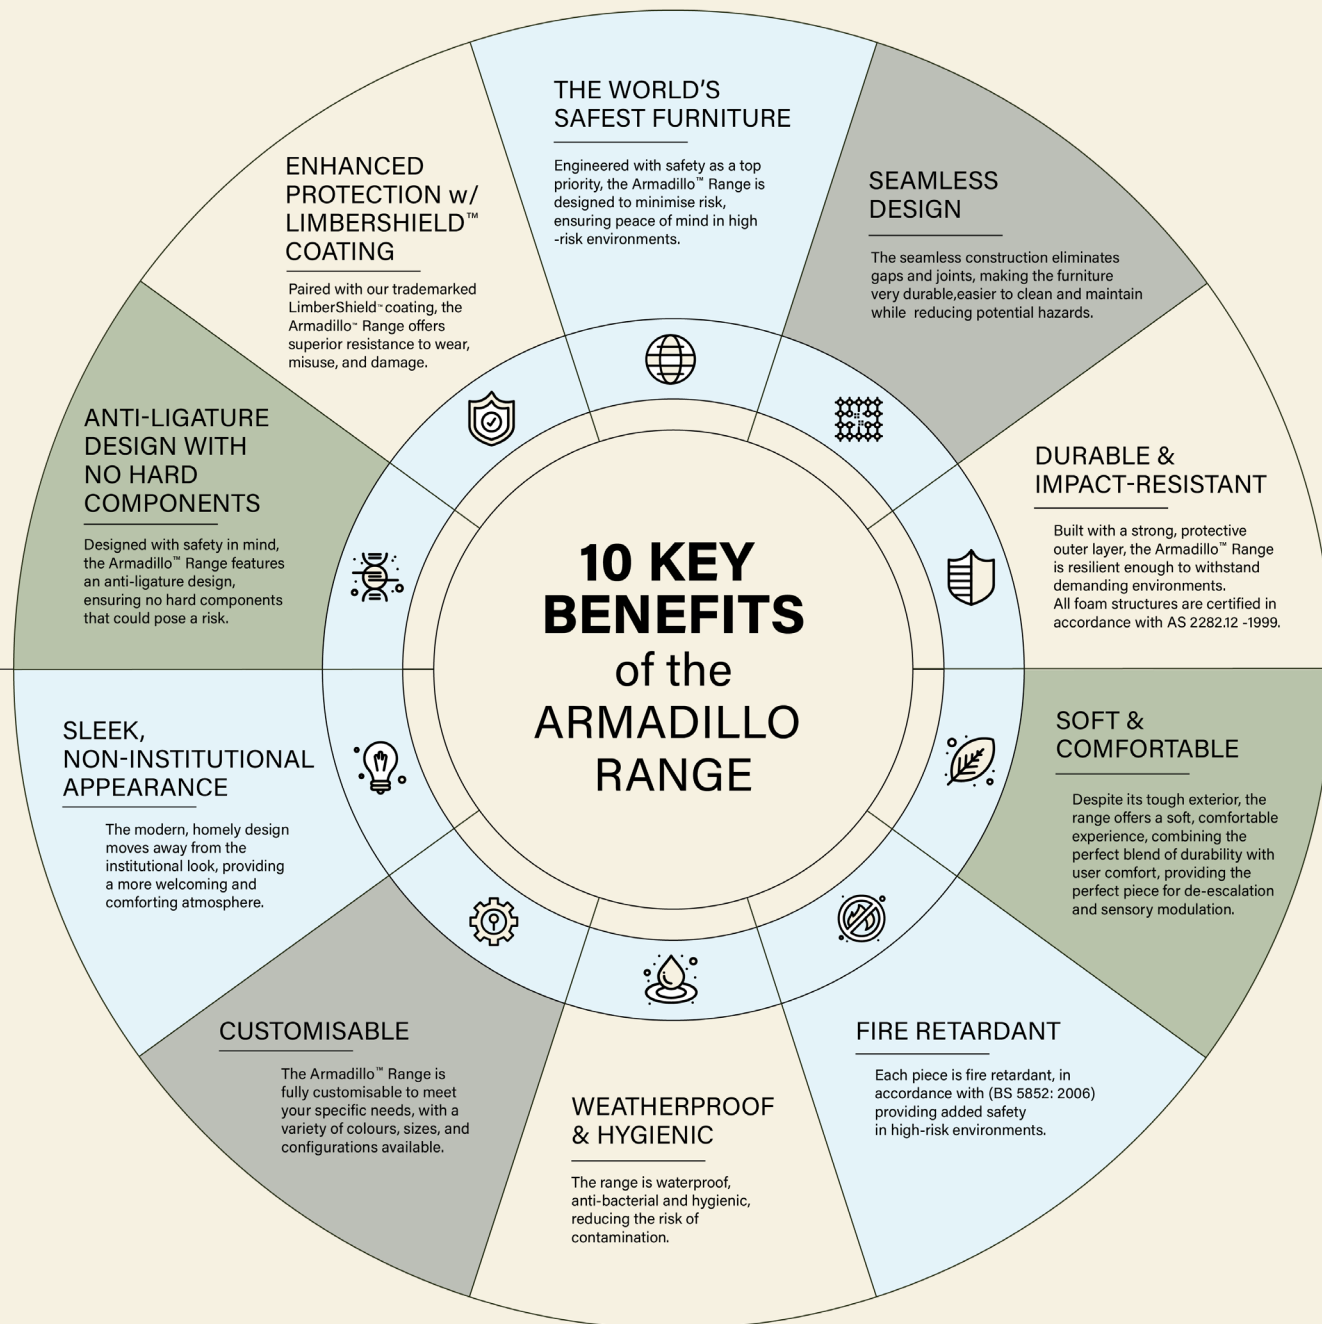 THE WORLD'S
SAFEST FURNITURE
Engineered with safety as a top
priority, the Armadillo™ Range is
designed to minimise risk,
ensuring peace of mind in high
-risk environments.
SEAMLESS
DESIGN
The seamless construction eliminates
gaps and joints, making the furniture
very durable,easier to clean and maintain
while reducing potential hazards.
DURABLE &
IMPACT-RESISTANT
Built with a strong, protective
outer layer, the Armadillo™ Range
is resilient enough to withstand
demanding environments.
All foam structures are certified in
accordance with AS 2282.12 -1999.
SOFT &
COMFORTABLE
Despite its tough exterior, the
range offers a soft, comfortable
experience, combining the
perfect blend of durability with
user comfort, providing the
perfect piece for de-escalation
and sensory modulation.
FIRE RETARDANT
Each piece is fire retardant, in
accordance with (BS 5852: 2006)
providing added safety
in high-risk environments.
WEATHERPROOF
& HYGIENIC
The range is waterproof,
anti-bacterial and hygienic,
reducing the risk of
contamination.
CUSTOMISABLE
The Armadillo™ Range is
fully customisable to meet
your specific needs, with a
variety of colours, sizes, and
configurations available.
SLEEK,
NON-INSTITUTIONAL
APPEARANCE
The modern, homely design
moves away from the
institutional look, providing
a more welcoming and
comforting atmosphere.
ANTI-LIGATURE
DESIGN WITH
NO HARD
COMPONENTS
Designed with safety in mind,
the Armadillo™ Range features
an anti-ligature design,
ensuring no hard components
that could pose a risk.
ENHANCED
PROTECTION w/
LIMBERSHIELD™
COATING
Paired with our trademarked
LimberShield™ coating, the
Armadillo™ Range offers
superior resistance to wear,
misuse, and damage.
10 KEY
BENEFITS
of the
ARMADILLO
RANGE